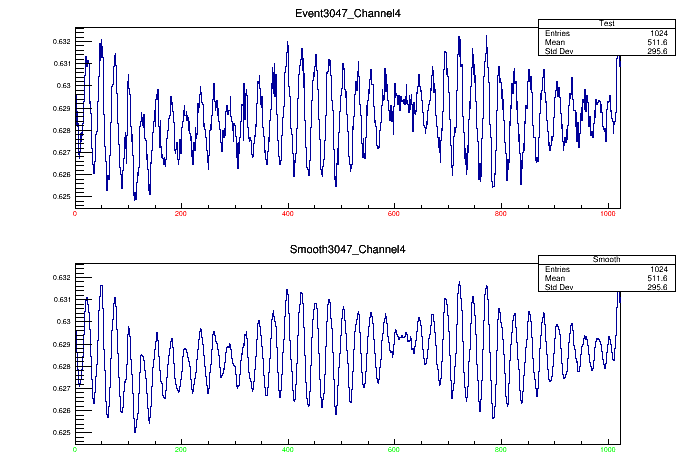 Event3047_Channel4
Test
Entries 1024
Mean 511.6
Std Dev 295.6
0.632
0.631
0.63
0.629
0.628
0.627
0.626
0.625
0 200 400 600 800 1000
Smooth3047_Channel4
Smooth
Entries 1024
Mean 511.6
Std Dev 295.6
0.632
0.631
0.63
0.629
0.628
0.627
0.626
0.625
0 200 400 600 800 1000